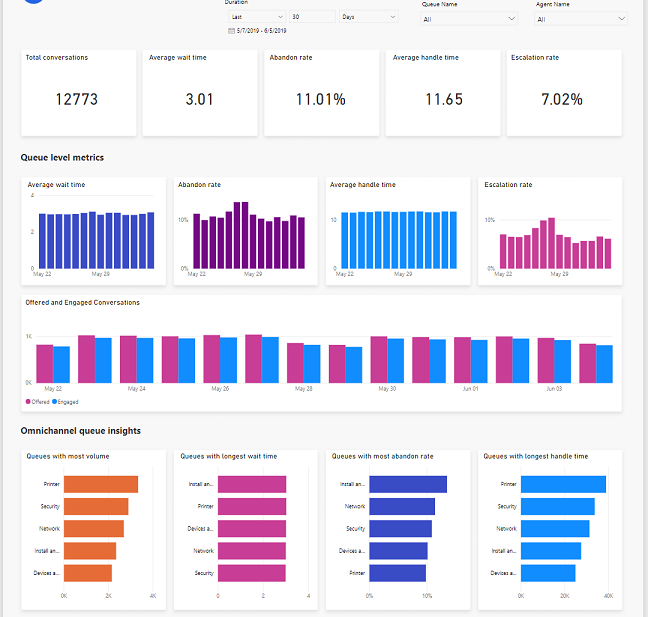 Duration
Queue Name
Agent Name
Last
30
Days
All
All
5/7/2019 - 6/5/2019
Total conversations
Average wait time
Abandon rate
Average handle time
Escalation rate
12773
3.01
11.01%
11.65
7.02%
Queue level metrics
Average wait time
4
2
0
May 22
May 29
Abandon rate
10%
0%
May 22
May 29
Average handle time
10
0
May 22
May 29
Escalation rate
10%
0%
May 22
May 29
Offered and Engaged Conversations
1K
0K
May 22
May 24
May 26
May 28
May 30
Jun 01
Jun 03
Offered
Engaged
Omnichannel queue insights
Queues with most volume
Printer
Security
Network
Install an...
Devices a...
0K
2K
4K
Queues with longest wait time
Install an...
Printer
Devices a...
Network
Security
0
2
4
Queues with most abandon rate
Install an...
Network
Security
Devices a...
Printer
0%
10%
Queues with longest handle time
Printer
Security
Network
Install an...
Devices a...
0K
20K
40K